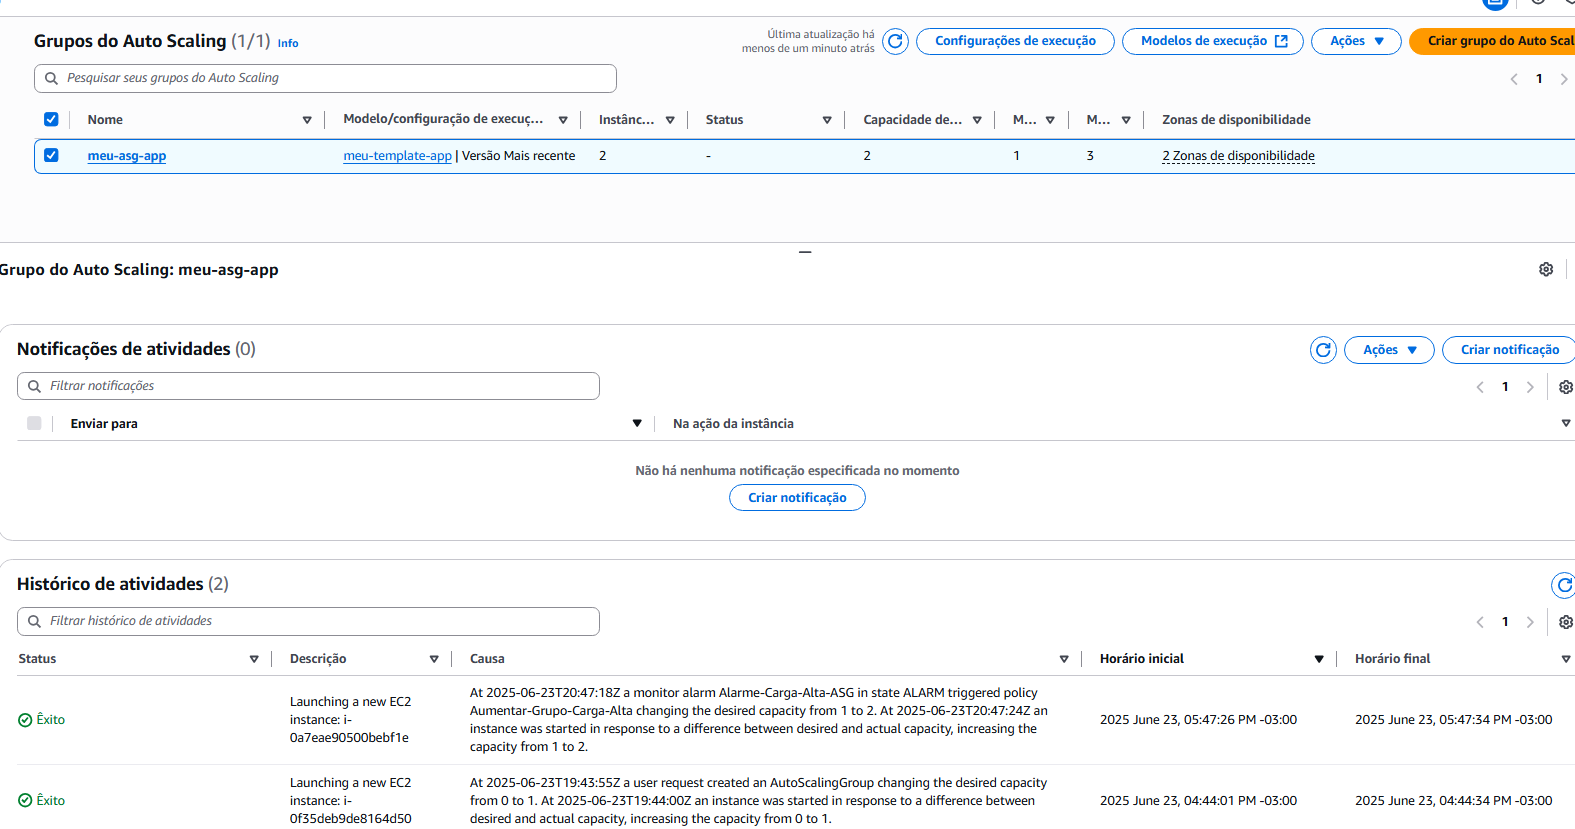 Grupos do Auto Scaling (1/1) Info
Última atualização há
menos de um minuto atrás
Configurações de execução
Modelos de execução
Ações
Criar grupo do Auto Scal
Pesquisar seus grupos do Auto Scaling
1
Nome
Modelo/configuração de execuç...
Instânc...
Status
Capacidade de...
M...
M...
Zonas de disponibilidade
meu-asg-app
meu-template-app | Versão Mais recente
2
-
2
1
3
2 Zonas de disponibilidade
Grupo do Auto Scaling: meu-asg-app
Notificações de atividades (0)
Ações
Criar notificação
Filtrar notificações
1
Enviar para
Na ação da instância
Não há nenhuma notificação especificada no momento
Criar notificação
Histórico de atividades (2)
Filtrar histórico de atividades
1
Status
Descrição
Causa
Horário inicial
Horário final
Êxito
Launching a new EC2
instance: i-
0a7eae90500bebf1e
At 2025-06-23T20:47:18Z a monitor alarm Alarme-Carga-Alta-ASG in state ALARM triggered policy
Aumentar-Grupo-Carga-Alta changing the desired capacity from 1 to 2. At 2025-06-23T20:47:24Z an
instance was started in response to a difference between desired and actual capacity, increasing the
capacity from 1 to 2.
2025 June 23, 05:47:26 PM -03:00
2025 June 23, 05:47:34 PM -03:00
Êxito
Launching a new EC2
instance: i-
0f35deb9de8164d50
At 2025-06-23T19:43:55Z a user request created an AutoScalingGroup changing the desired capacity
from 0 to 1. At 2025-06-23T19:44:00Z an instance was started in response to a difference between
desired and actual capacity, increasing the capacity from 0 to 1.
2025 June 23, 04:44:01 PM -03:00
2025 June 23, 04:44:34 PM -03:00